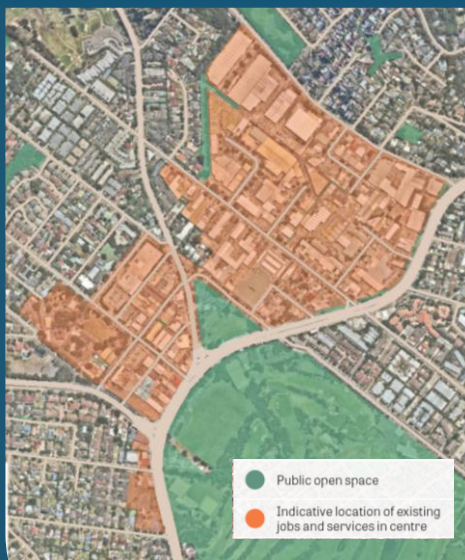 Public open space
Indicative location of existing
jobs and services in centre